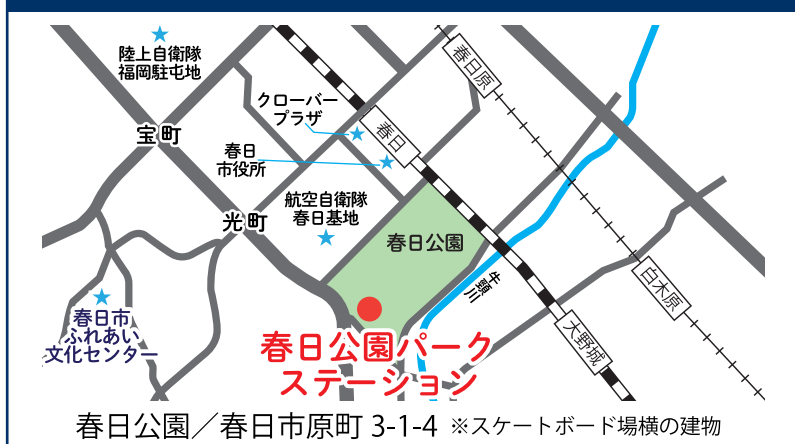 陸上自衛隊
福岡駐屯地
クローバー
プラザ
春日原
宝町
春日
春日
市役所
航空自衛隊
春日基地
光町
春日公園
牛頸川
白木原
春日市
ふれあい
文化センター
大野城
春日公園パーク
ステーション
春日公園／春日市原町 3-1-4 ※スケートボード場横の建物